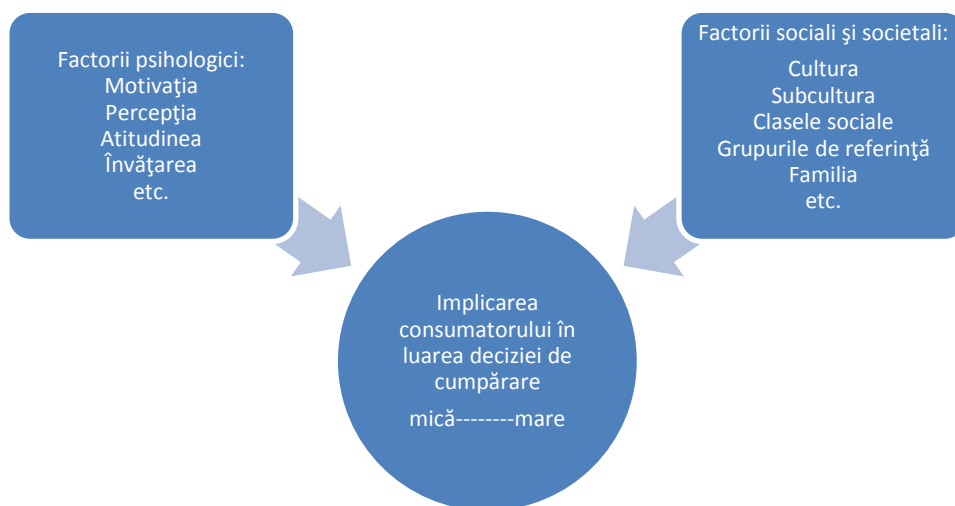 Factorii psihologici:
Motivaţia
Percepţia
Atitudinea
Învăţarea
etc.
Factorii sociali şi societali:
Cultura
Subcultura
Clasele sociale
Grupurile de referinţă
Familia
etc.
Implicarea
consumatorului în
luarea deciziei de
cumpărare
mică--------mare